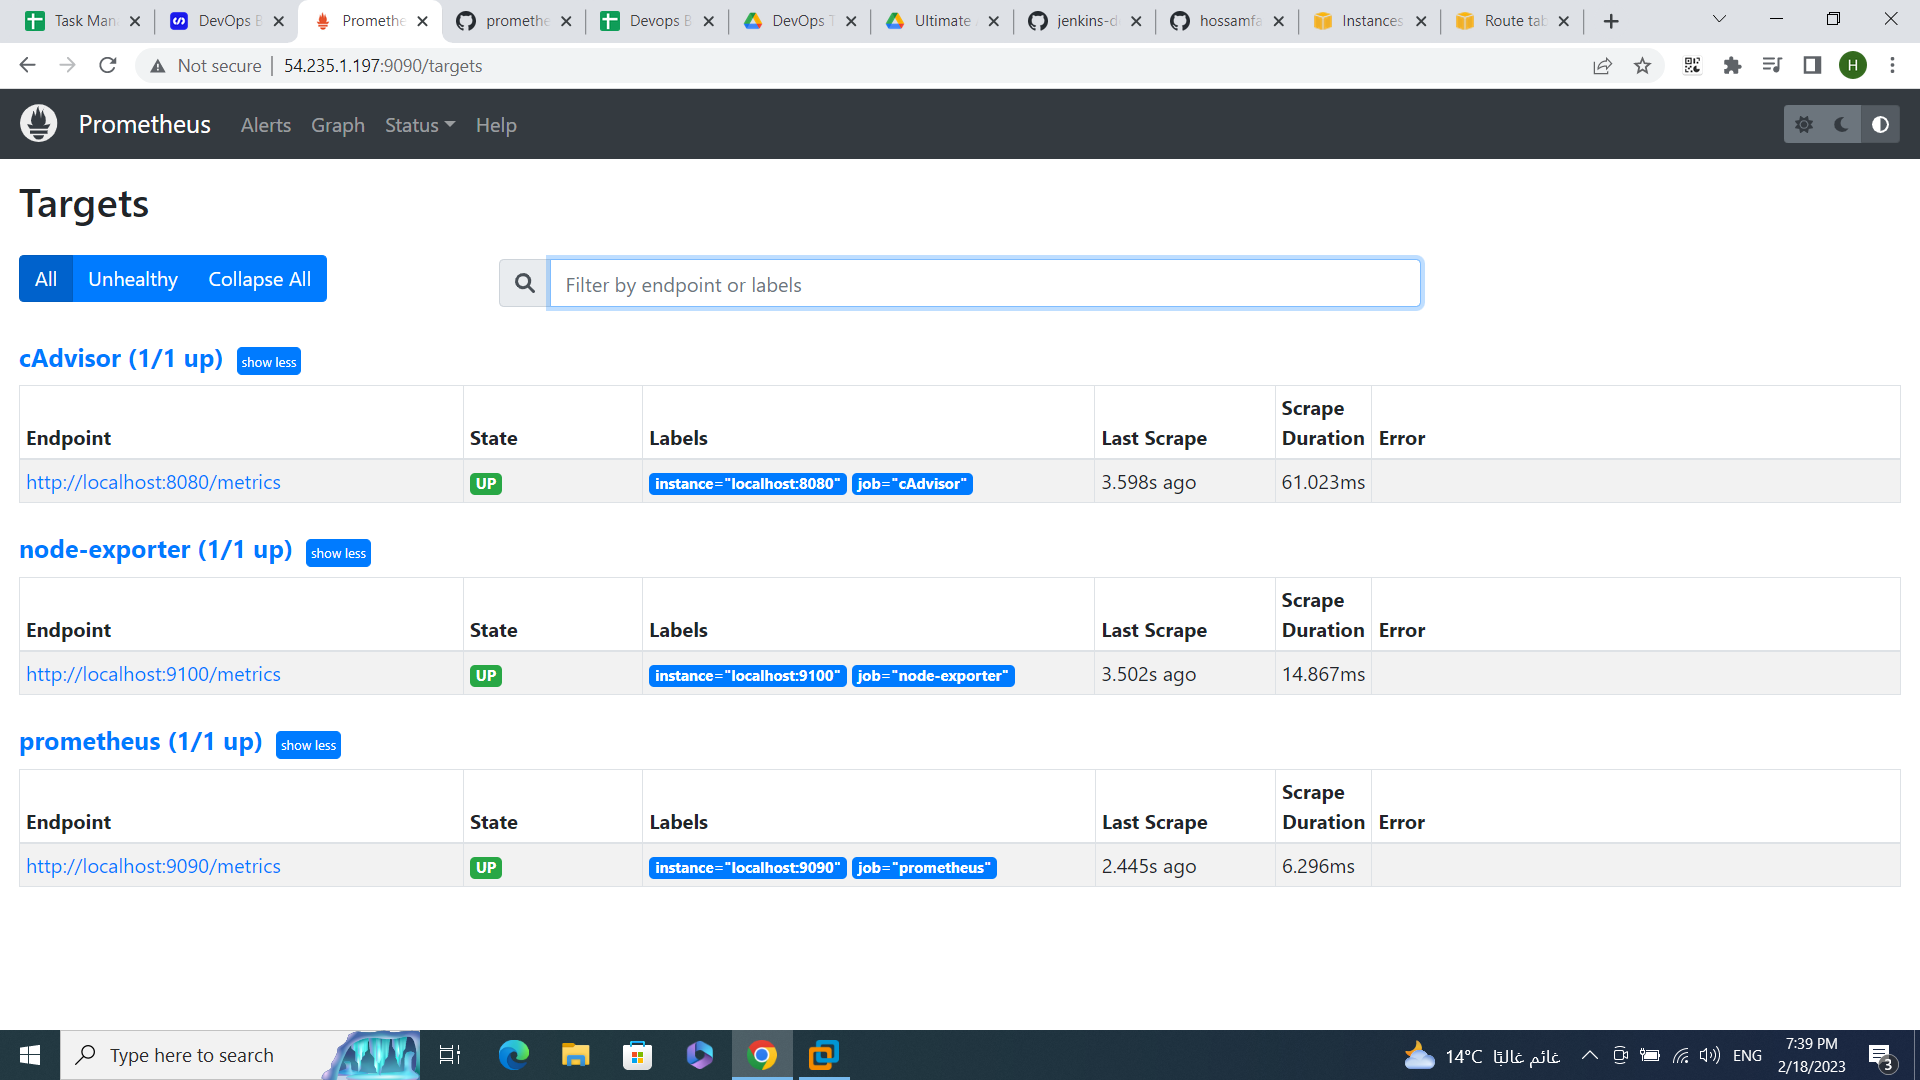 Task Man
DevOps B
Promethe
promethe
Devops B
DevOps T
Ultimate
jenkins-d
hossamfa
Instances
Route tab
Not secure
54.235.1.197:9090/targets
H
Prometheus
Alerts
Graph
Status
Help
Targets
All
Unhealthy
Collapse All
Filter by endpoint or labels
cAdvisor (1/1 up) show less
Endpoint State Labels Last Scrape Scrape Duration Error
http://localhost:8080/metrics UP instance="localhost:8080" job="cAdvisor" 3.598s ago 61.023ms
node-exporter (1/1 up) show less
Endpoint State Labels Last Scrape Scrape Duration Error
http://localhost:9100/metrics UP instance="localhost:9100" job="node-exporter" 3.502s ago 14.867ms
prometheus (1/1 up) show less
Endpoint State Labels Last Scrape Scrape Duration Error
http://localhost:9090/metrics UP instance="localhost:9090" job="prometheus" 2.445s ago 6.296ms
Type here to search
14°C غائم غالبًا
ENG
7:39 PM
2/18/2023
3